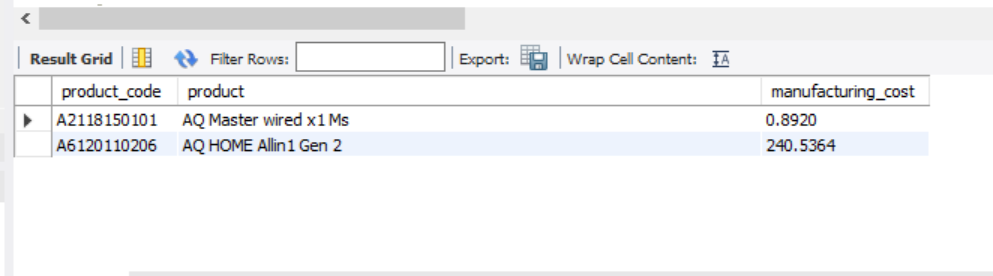 Result Grid Filter Rows: Export: Wrap Cell Content: IA
product_code product manufacturing_cost
A2118150101 AQ Master wired x1 Ms 0.8920
A6120110206 AQ HOME Allin1 Gen 2 240.5364